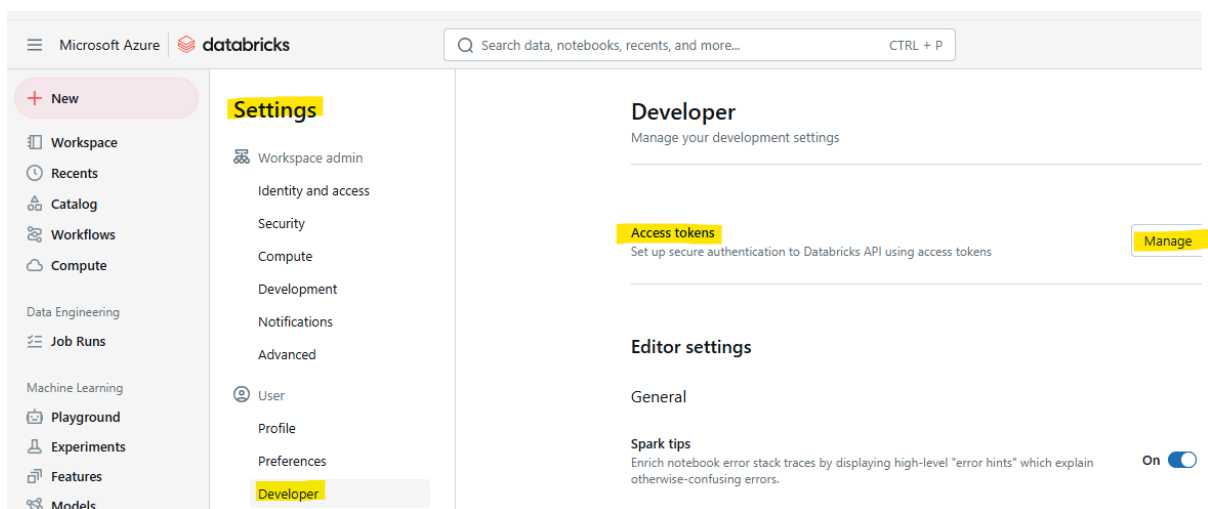 Microsoft Azure databricks
Search data, notebooks, recents, and more... CTRL + P
New
Workspace
Recents
Catalog
Workflows
Compute
Data Engineering
Job Runs
Machine Learning
Playground
Experiments
Features
Models
Settings
Workspace admin
Identity and access
Security
Compute
Development
Notifications
Advanced
User
Profile
Preferences
Developer
Developer
Manage your development settings
Access tokens
Set up secure authentication to Databricks API using access tokens
Manage
Editor settings
General
Spark tips
Enrich notebook error stack traces by displaying high-level "error hints" which explain
otherwise-confusing errors.
On